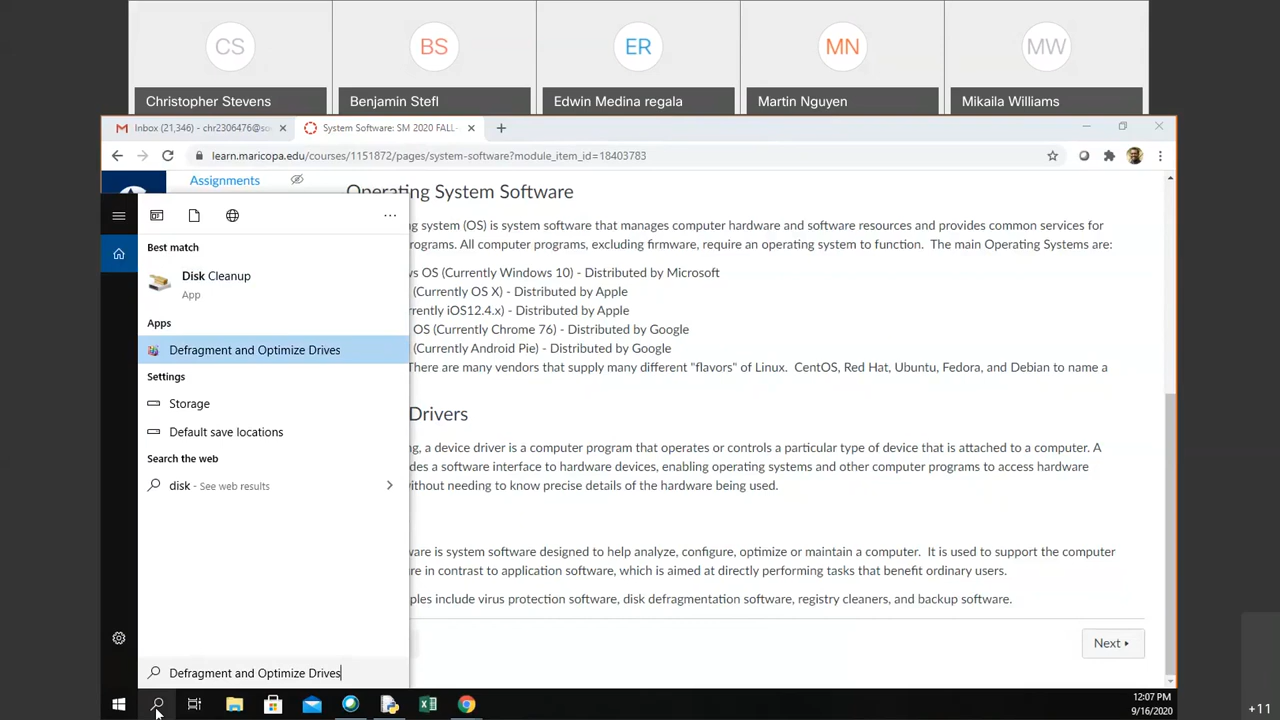 CS
BS
ER
MN
MW
Christopher Stevens
Benjamin Stefl
Edwin Medina regala
Martin Nguyen
Mikaila Williams
Inbox (21,346) - chr2306476@so
System Software: SM 2020 FALL -
learn.maricopa.edu/courses/1151872/pages/system-software?module_item_id=18403783
Assignments
Operating System Software
ng system (OS) is system software that manages computer hardware and software resources and provides common services for
rograms. All computer programs, excluding firmware, require an operating system to function. The main Operating Systems are:
ws OS (Currently Windows 10) - Distributed by Microsoft
(Currently OS X) - Distributed by Apple
rrently iOS12.4.x) - Distributed by Apple
OS (Currently Chrome 76) - Distributed by Google
(Currently Android Pie) - Distributed by Google
There are many vendors that supply many different "flavors" of Linux. CentOS, Red Hat, Ubuntu, Fedora, and Debian to name a
Drivers
ng, a device driver is a computer program that operates or controls a particular type of device that is attached to a computer. A
des a software interface to hardware devices, enabling operating systems and other computer programs to access hardware
without needing to know precise details of the hardware being used.
ware is system software designed to help analyze, configure, optimize or maintain a computer. It is used to support the computer
re in contrast to application software, which is aimed at directly performing tasks that benefit ordinary users.
ples include virus protection software, disk defragmentation software, registry cleaners, and backup software.
Next
Best match
Disk Cleanup
App
Apps
Defragment and Optimize Drives
Settings
Storage
Default save locations
Search the web
disk - See web results
Defragment and Optimize Drives
12:07 PM
9/16/2020
+11